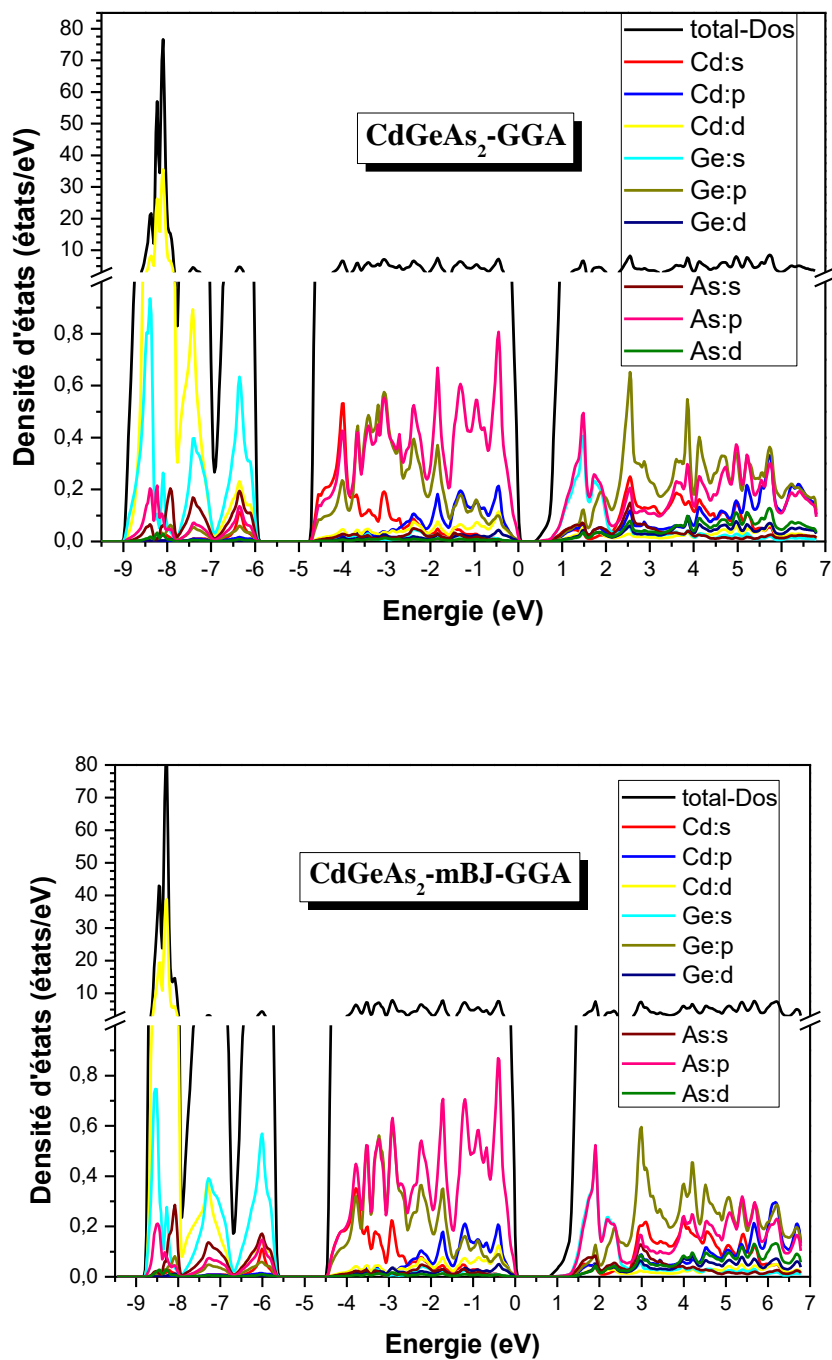 80
70
60
50
40
30
20
10
0,8
0,6
0,4
0,2
0,0
Densité d'états (états/eV)
CdGeAs2-GGA
total-Dos
Cd:s
Cd:p
Cd:d
Ge:s
Ge:p
Ge:d
As:s
As:p
As:d
-9 -8 -7 -6 -5 -4 -3 -2 -1 0 1 2 3 4 5 6 7
Energie (eV)
80
70
60
50
40
30
20
10
0,8
0,6
0,4
0,2
0,0
Densité d'états (états/eV)
CdGeAs2-mBJ-GGA
total-Dos
Cd:s
Cd:p
Cd:d
Ge:s
Ge:p
Ge:d
As:s
As:p
As:d
-9 -8 -7 -6 -5 -4 -3 -2 -1 0 1 2 3 4 5 6 7
Energie (eV)